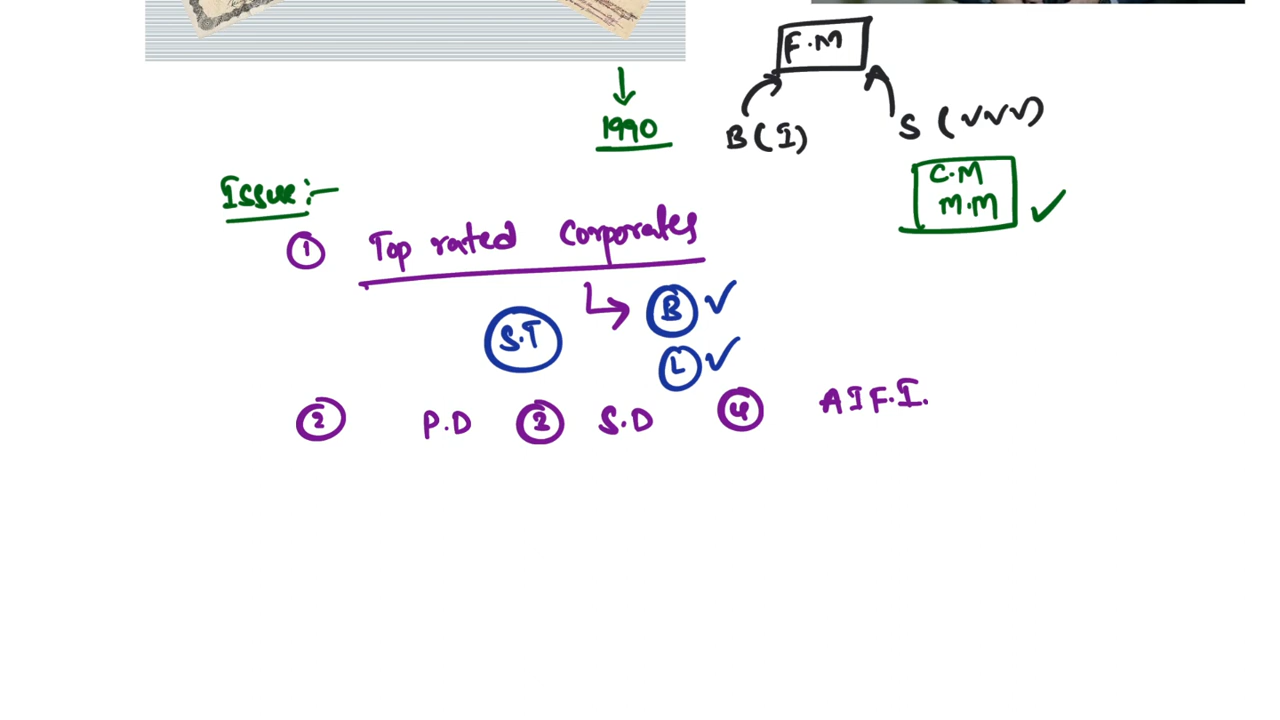 F.M
1990
B (I)
S (✓✓✓)
C.M
M.M ✓
Issue :-
① Top rated Corporates
S.T
B ✓
L ✓
② P.D ③ S.D ④ A I F.I.